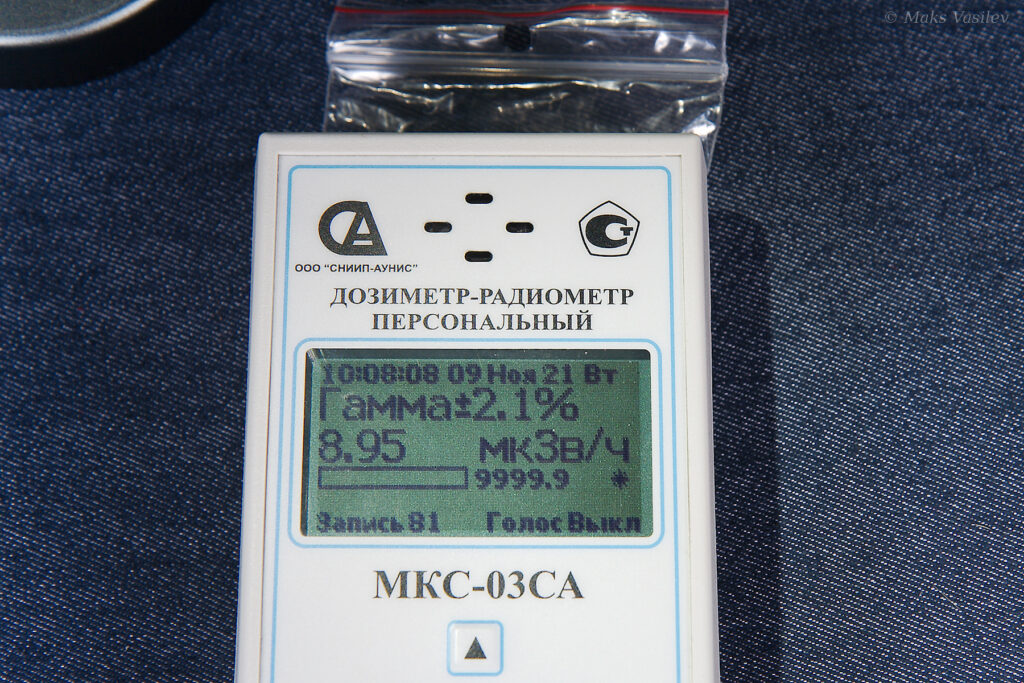 © Maks Vasilev
СА
ООО "СНИИП-АУНИС"
Ст
ДОЗИМЕТР-РАДИОМЕТР
ПЕРСОНАЛЬНЫЙ
10:08:08 09 Ноя 21 Вт
Гамма±2.1%
8.95 мкЗв/ч
9999.9 *
Запись 81 Голос Выкл
МКС-03СА